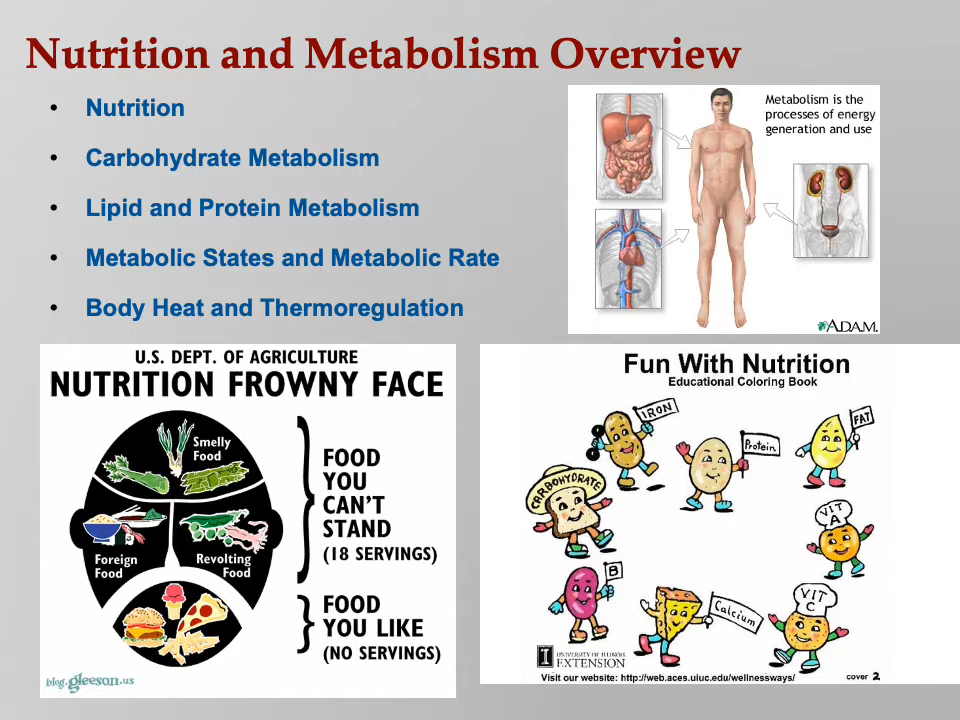 Nutrition and Metabolism Overview
• Nutrition
• Carbohydrate Metabolism
• Lipid and Protein Metabolism
• Metabolic States and Metabolic Rate
• Body Heat and Thermoregulation
Metabolism is the
processes of energy
generation and use
ADAM.
U.S. DEPT. OF AGRICULTURE
NUTRITION FROWNY FACE
Smelly
Food
Foreign
Food
Revolting
Food
FOOD
YOU
CAN'T
STAND
(18 SERVINGS)
FOOD
YOU LIKE
(NO SERVINGS)
blog.gleeson.us
Fun With Nutrition
Educational Coloring Book
IRON
Protein
FAT
CARBOHYDRATE
VIT
A
B
Calcium
VIT
C
I
UNIVERSITY OF ILLINOIS
EXTENSION
Visit our website: http://web.aces.uiuc.edu/wellnessways/
cover 2